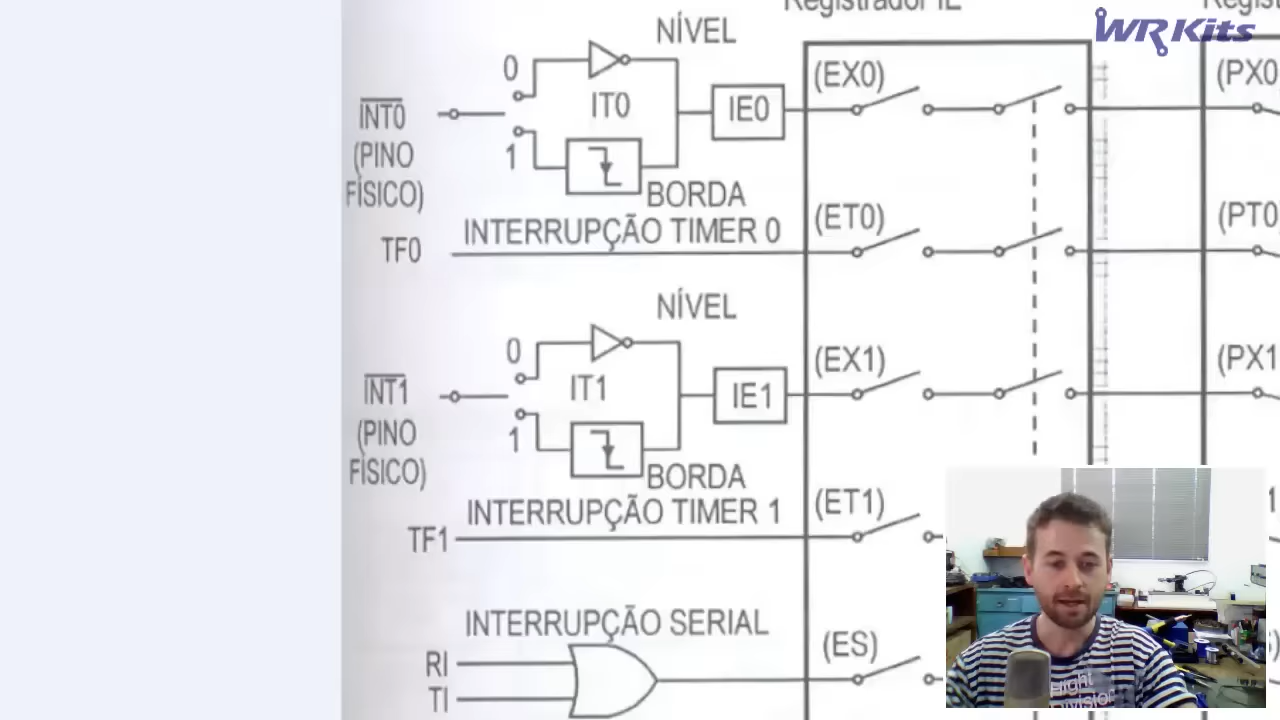 Registrador IE
WR Kits
NÍVEL
0
IT0
INT0
(PINO
FÍSICO)
1
BORDA
IE0
(EX0)
(PX0
INTERRUPÇÃO TIMER 0
TF0
(ET0)
(PT0
NÍVEL
0
IT1
INT1
(PINO
FÍSICO)
1
BORDA
IE1
(EX1)
(PX1
INTERRUPÇÃO TIMER 1
TF1
(ET1)
INTERRUPÇÃO SERIAL
RI
TI
(ES)